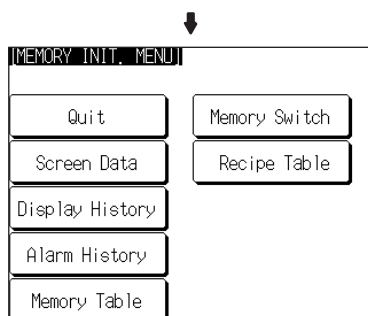 [MEMORY INIT. MENU]
Quit
Memory Switch
Screen Data
Recipe Table
Display History
Alarm History
Memory Table